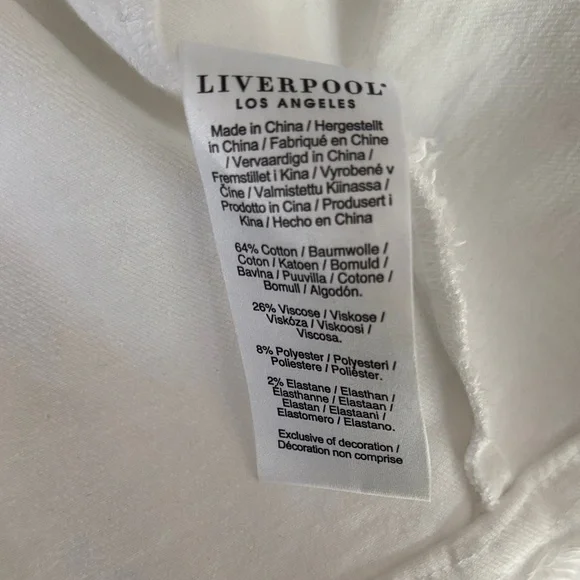 LIVERPOOL
LOS ANGELES
Made in China / Hergestellt
in China / Fabriqué en Chine
/ Vervaardigd in China /
Fremstillet i Kina / Vyrobené v
Číne / Valmistettu Kiinassa /
Prodotto in Cina / Produsert i
Kina / Hecho en China
64% Cotton / Baumwolle /
Coton / Katoen / Bomuld /
Bavlna / Puuvilla / Cotone /
Bomull / Algodón.
26% Viscose / Viskose /
Viskóza / Viskoosi /
Viscosa.
8% Polyester / Polyesteri /
Poliestere / Poliéster.
2% Elastane / Elasthan /
Élasthanne / Elastaan /
Elastan / Elastaani /
Elastomero / Elastano.
Exclusive of decoration /
Décoration non comprise